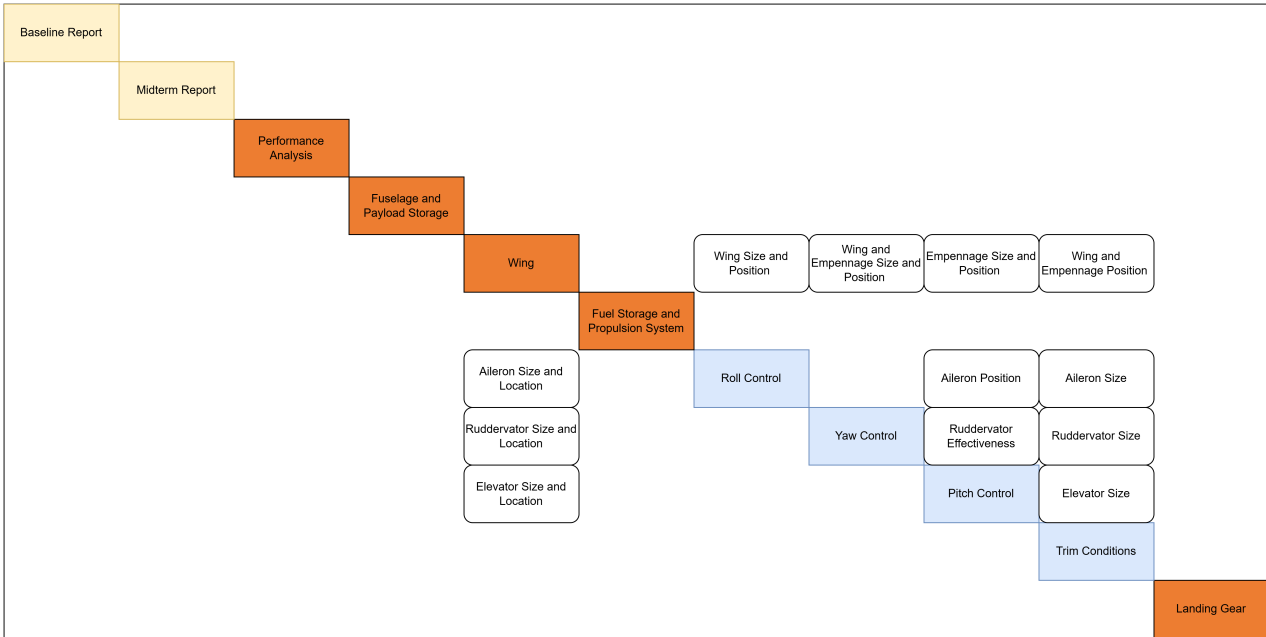 Baseline Report
Midterm Report
Performance
Analysis
Fuselage and
Payload Storage
Wing
Wing Size and
Position
Wing and
Empennage Size and
Position
Empennage Size and
Position
Wing and
Empennage Position
Fuel Storage and
Propulsion System
Aileron Size and
Location
Roll Control
Aileron Position
Aileron Size
Ruddervator Size and
Location
Yaw Control
Ruddervator
Effectiveness
Ruddervator Size
Elevator Size and
Location
Pitch Control
Elevator Size
Trim Conditions
Landing Gear